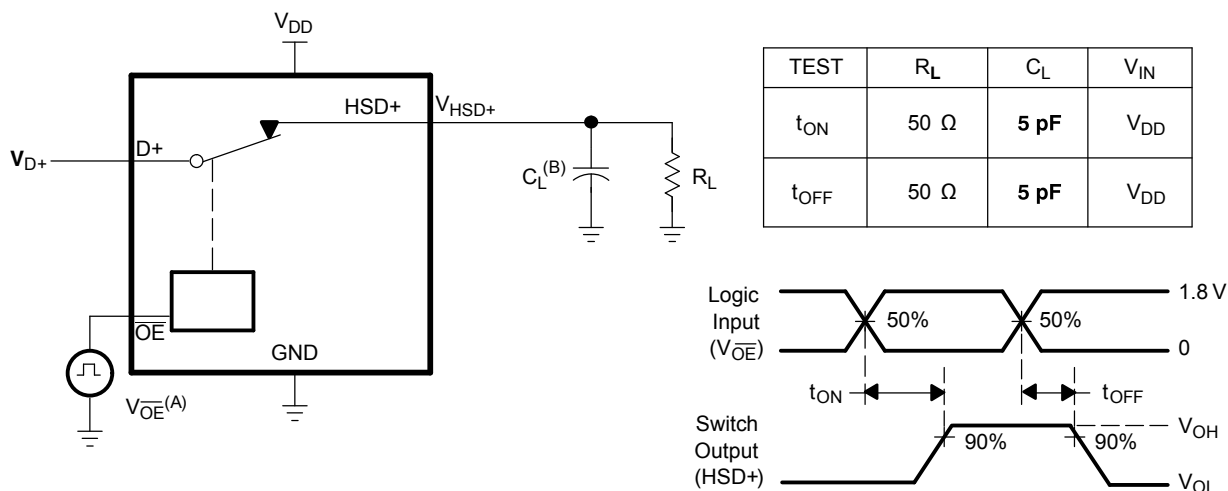 V_DD
HSD+
V_HSD+
V_D+
D+
C_L^(B)
R_L
OE
GND
V_OE^(A)
TEST R_L C_L V_IN
t_ON 50 Ω 5 pF V_DD
t_OFF 50 Ω 5 pF V_DD
Logic
Input
(V_OE)
50%
50%
1.8 V
0
t_ON
t_OFF
Switch
Output
(HSD+)
90%
90%
V_OH
V_OL